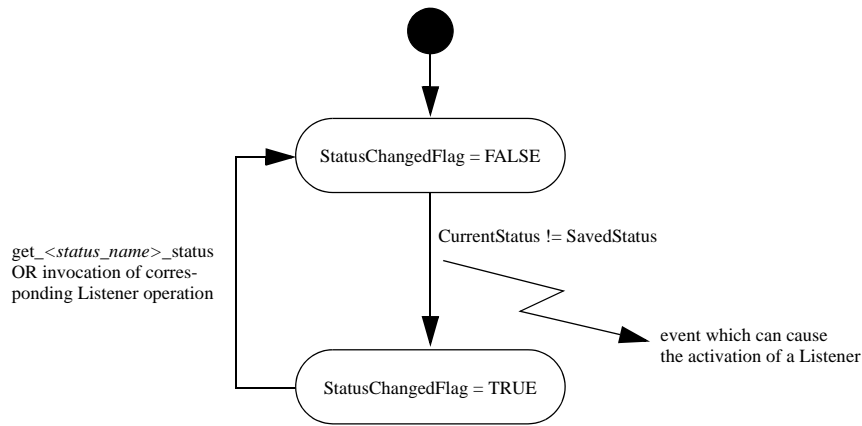 StatusChangedFlag = FALSE
CurrentStatus != SavedStatus
get_<status_name>_status
OR invocation of corres-
ponding Listener operation
event which can cause
the activation of a Listener
StatusChangedFlag = TRUE